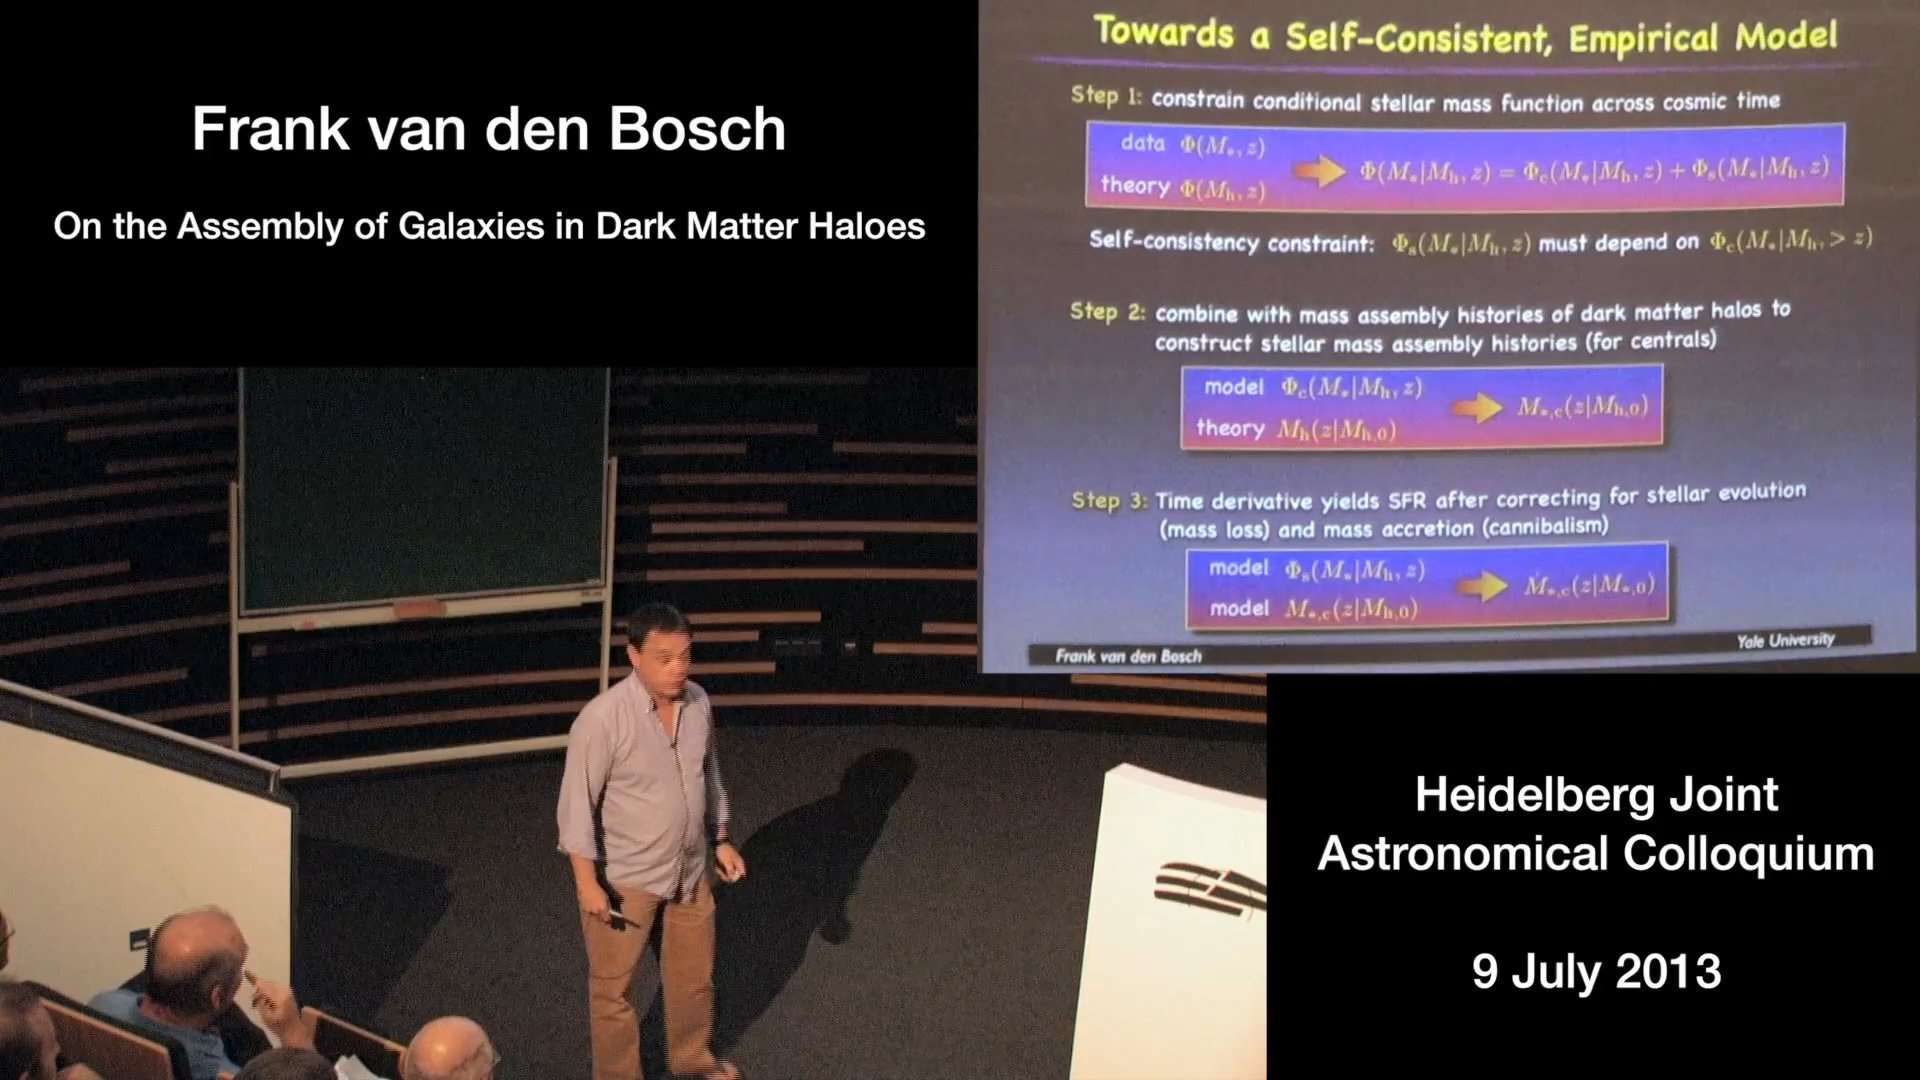 Frank van den Bosch
On the Assembly of Galaxies in Dark Matter Haloes
Towards a Self-Consistent, Empirical Model
Step 1: constrain conditional stellar mass function across cosmic time
data Φ(M*, z)
theory Φ(Mh, z)
Φ(M*|Mh, z) = Φc(M*|Mh, z) + Φs(M*|Mh, z)
Self-consistency constraint: Φs(M*|Mh, z) must depend on Φc(M*|Mh, > z)
Step 2: combine with mass assembly histories of dark matter halos to
construct stellar mass assembly histories (for centrals)
model Φc(M*|Mh, z)
theory Mh(z|Mh,0)
M*,c(z|Mh,0)
Step 3: Time derivative yields SFR after correcting for stellar evolution
(mass loss) and mass accretion (cannibalism)
model Φs(M*|Mh, z)
model M*,c(z|Mh,0)
Ṁ*,c(z|M*,0)
Frank van den Bosch
Yale University
Heidelberg Joint
Astronomical Colloquium
9 July 2013